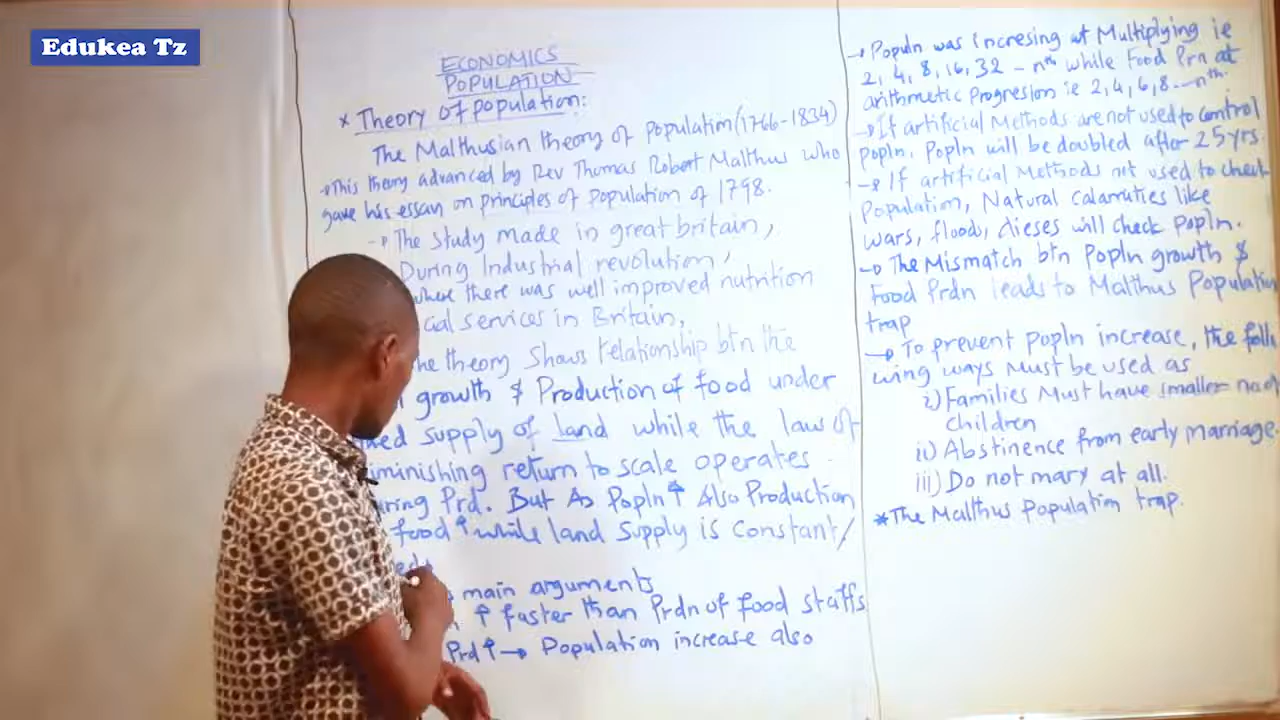 Edukea Tz
ECONOMICS
POPULATION
* Theory of population:
The Malthusian theory of Population (1766-1834)
→ This theory advanced by Rev Thomas Robert Malthus who
gave his essay on principles of Population of 1798.
→ The Study made in great britain,
During Industrial revolution,
where there was well improved nutrition
services in Britain,
he theory Shows relationship btn the
growth & Production of food under
supply of land while the law of
iminishing return to scale operates
uring Prd. But As Popln ↑ Also Production
food ↑ while land supply is constant/
main arguments
↑ faster than Prdn of food staffs
Prd ↑ → Population increase also
→ Populn was Incresing at Multiplying ie
2, 4, 8, 16, 32 - nth while Food Prn at
arithmetic Progresion ie 2, 4, 6, 8 --- nth.
→ If artificial Methods are not used to control
Popln, Popln will be doubled after 25yrs.
→ If artificial Methods not used to check
Population, Natural calamuties like
wars, flood, dieses will check Popln.
→ The Mismatch btn Popln growth &
Food Prdn leads to Malthus Population
trap
→ To prevent popln increase, the follo
wing ways Must be used as
i) Families Must have smaller no of
children
ii) Abstinence from early marriage.
iii) Do not mary at all.
* The Malthus Population trap.